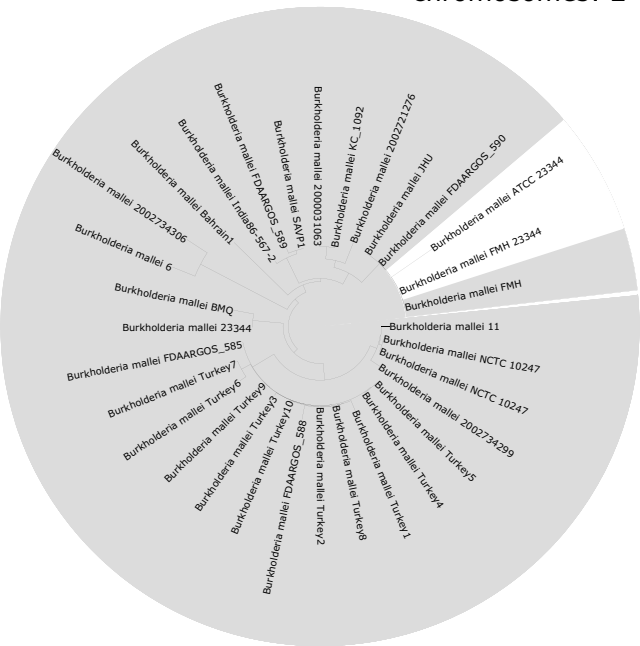 Burkholderia mallei 2000031063
Burkholderia mallei KC_1092
Burkholderia mallei 2002721276
Burkholderia mallei JHU
Burkholderia mallei FDAARGOS_590
Burkholderia mallei ATCC 23344
Burkholderia mallei FMH 23344
Burkholderia mallei FMH
Burkholderia mallei 11
Burkholderia mallei NCTC 10247
Burkholderia mallei NCTC 10247
Burkholderia mallei 2002734299
Burkholderia mallei Turkey5
Burkholderia mallei Turkey4
Burkholderia mallei Turkey1
Burkholderia mallei Turkey8
Burkholderia mallei Turkey2
Burkholderia mallei FDAARGOS_588
Burkholderia mallei Turkey10
Burkholderia mallei Turkey3
Burkholderia mallei Turkey9
Burkholderia mallei Turkey6
Burkholderia mallei Turkey7
Burkholderia mallei FDAARGOS_585
Burkholderia mallei 23344
Burkholderia mallei BMQ
Burkholderia mallei 6
Burkholderia mallei 2002734306
Burkholderia mallei Bahrain1
Burkholderia mallei India86-567-2
Burkholderia mallei FDAARGOS_589
Burkholderia mallei SAVP1